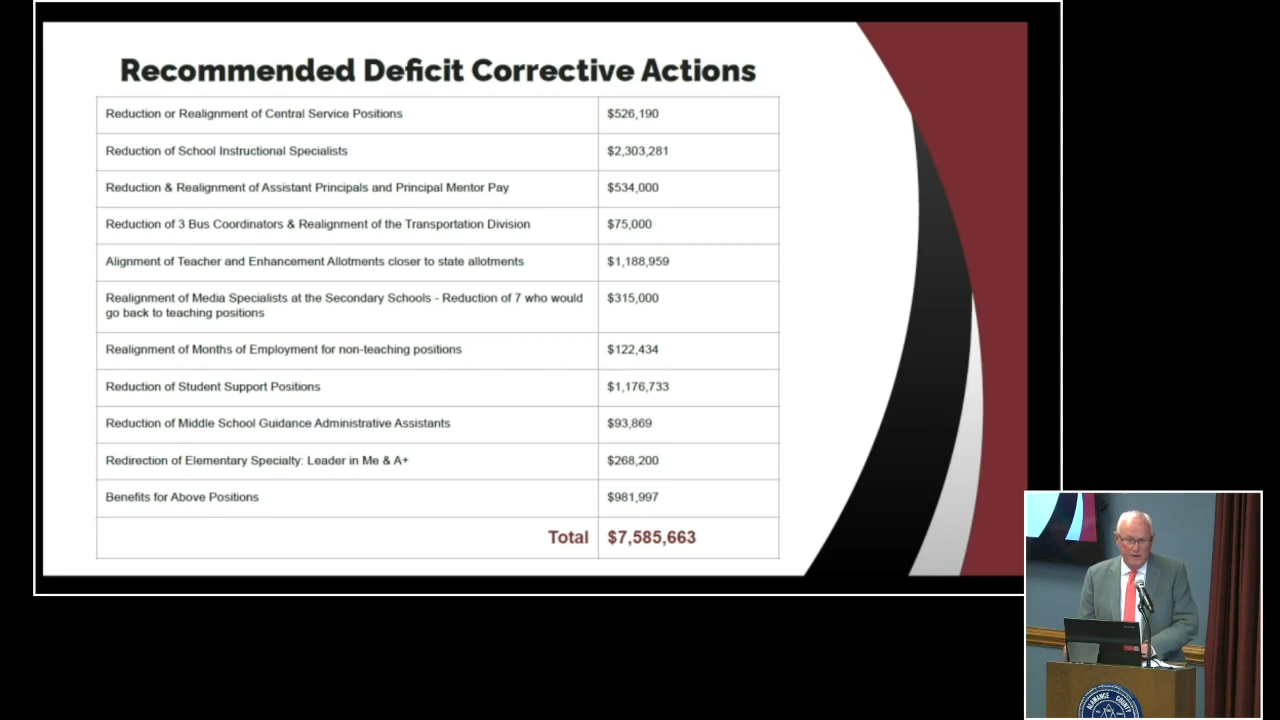 Recommended Deficit Corrective Actions
Reduction or Realignment of Central Service Positions $526,190
Reduction of School Instructional Specialists $2,303,281
Reduction & Realignment of Assistant Principals and Principal Mentor Pay $534,000
Reduction of 3 Bus Coordinators & Realignment of the Transportation Division $75,000
Alignment of Teacher and Enhancement Allotments closer to state allotments $1,188,959
Realignment of Media Specialists at the Secondary Schools - Reduction of 7 who would $315,000
go back to teaching positions
Realignment of Months of Employment for non-teaching positions $122,434
Reduction of Student Support Positions $1,176,733
Reduction of Middle School Guidance Administrative Assistants $93,869
Redirection of Elementary Specialty: Leader in Me & A+ $268,200
Benefits for Above Positions $981,997
Total $7,585,663
ALAMANCE COUNTY